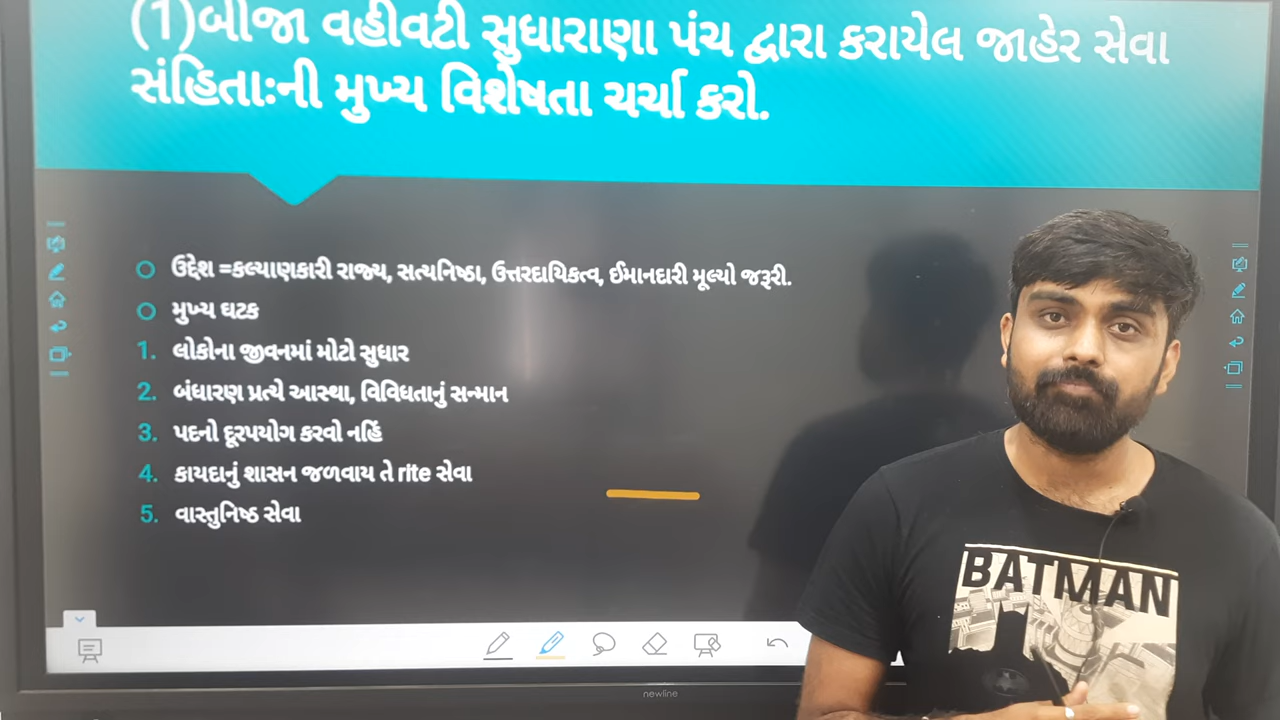 (1)બીજા વહીવટી સુધારાણા પંચ દ્વારા કરાયેલ જાહેર સેવા
સંહિતાઃની મુખ્ય વિશેષતા ચર્ચા કરો.
ઉદ્દેશ =કલ્યાણકારી રાજ્ય, સત્યનિષ્ઠા, ઉત્તરદાયિકત્વ, ઈમાનદારી મૂલ્યો જરૂરી.
મુખ્ય ઘટક
1. લોકોના જીવનમાં મોટો સુધાર
2. બંધારણ પ્રત્યે આસ્થા, વિવિધતાનું સન્માન
3. પદનો દૂરપયોગ કરવો નહિં
4. કાયદાનું શાસન જળવાય તે rite સેવા
5. વાસ્તુનિષ્ઠ સેવા
BATMAN
newline